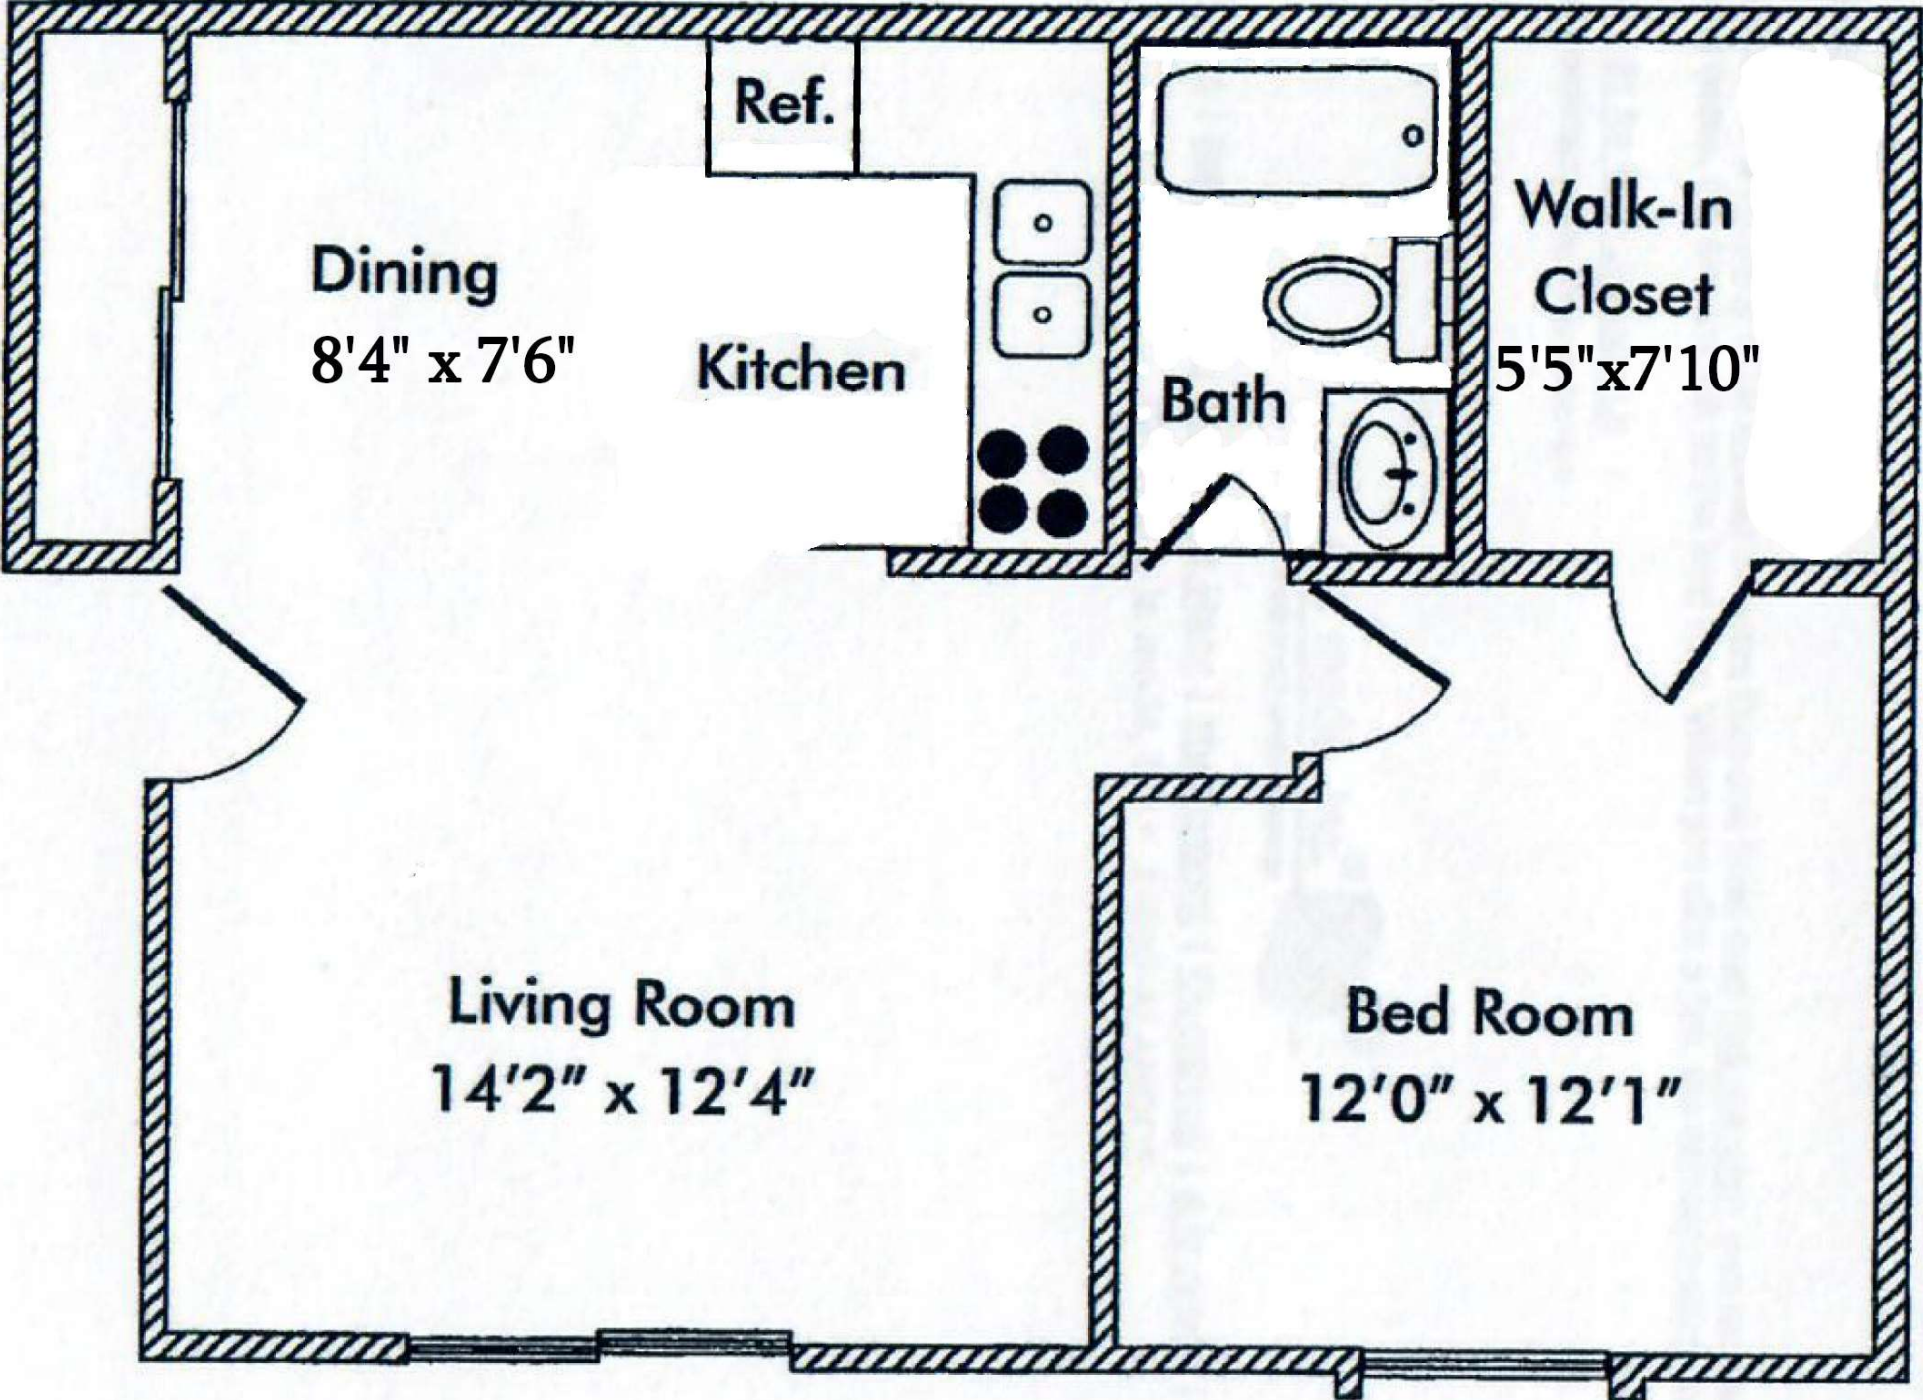 Ref.
Dining
8'4" x 7'6"
Kitchen
Bath
Walk-In
Closet
5'5"x7'10"
Living Room
14'2" x 12'4"
Bed Room
12'0" x 12'1"